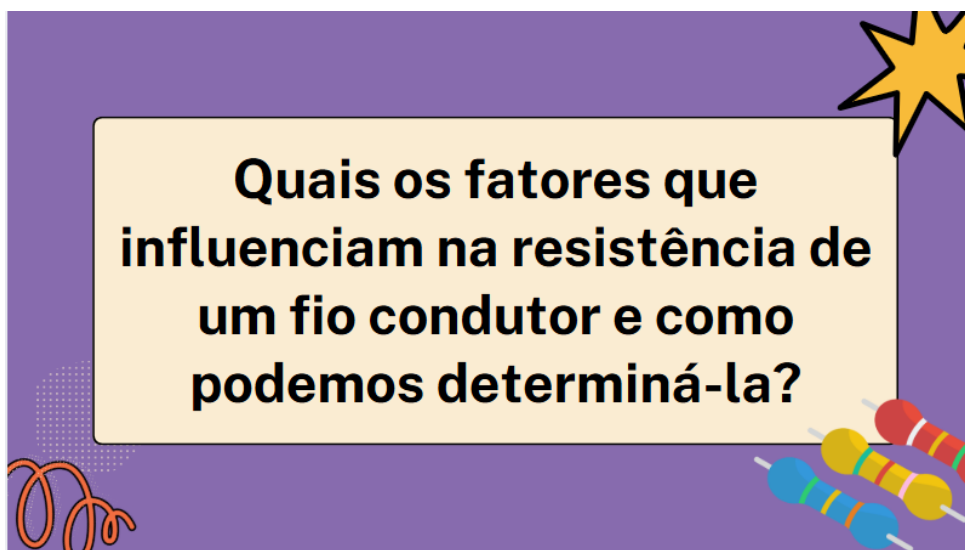 Quais os fatores que
influenciam na resistência de
um fio condutor e como
podemos determiná-la?